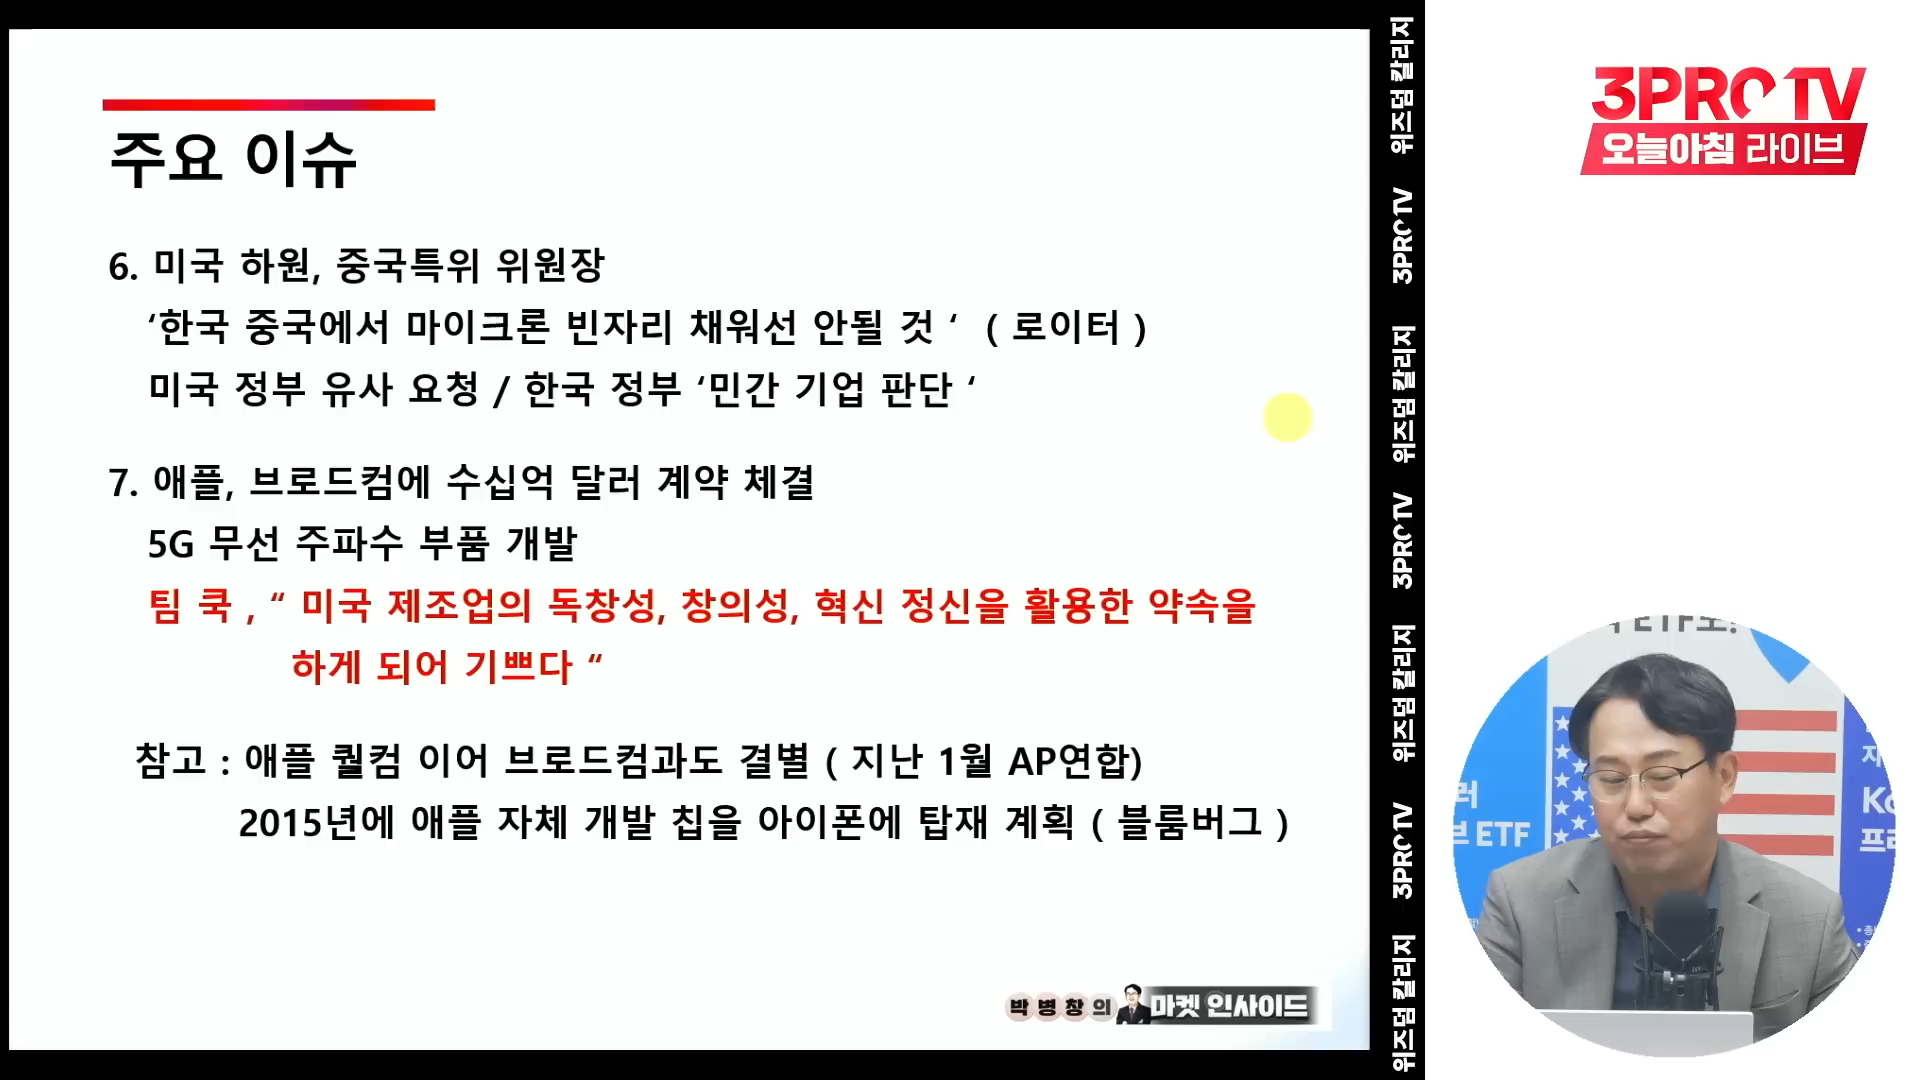 주요 이슈
6. 미국 하원, 중국특위 위원장
‘한국 중국에서 마이크론 빈자리 채워선 안될 것 ‘ ( 로이터 )
미국 정부 유사 요청 / 한국 정부 ‘민간 기업 판단 ‘
7. 애플, 브로드컴에 수십억 달러 계약 체결
5G 무선 주파수 부품 개발
팀 쿡 , “ 미국 제조업의 독창성, 창의성, 혁신 정신을 활용한 약속을
하게 되어 기쁘다 “
참고 : 애플 퀄컴 이어 브로드컴과도 결별 ( 지난 1월 AP연합)
2015년에 애플 자체 개발 칩을 아이폰에 탑재 계획 ( 블룸버그 )
박병창의 마켓 인사이드
위즈덤 칼리지
3PROTV
위즈덤 칼리지
3PROTV
위즈덤 칼리지
3PROTV
위즈덤 칼리지
3PROTV
오늘아침 라이브
ETF로!
러
브 ETF
자
Ko
프라